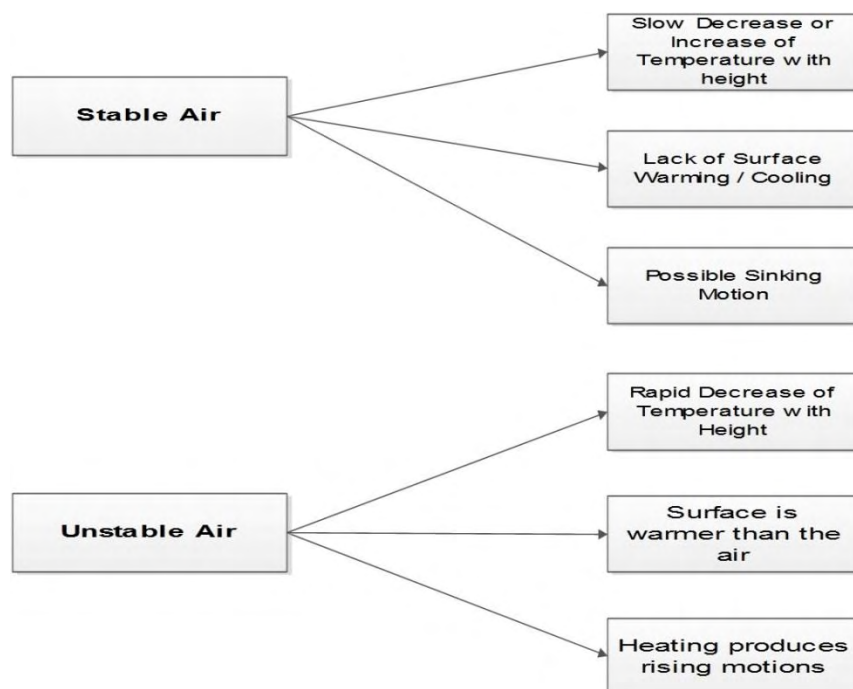 Stable Air
Slow Decrease or
Increase of
Temperature with
height
Lack of Surface
Warming / Cooling
Possible Sinking
Motion
Unstable Air
Rapid Decrease of
Temperature with
Height
Surface is
warmer than the
air
Heating produces
rising motions